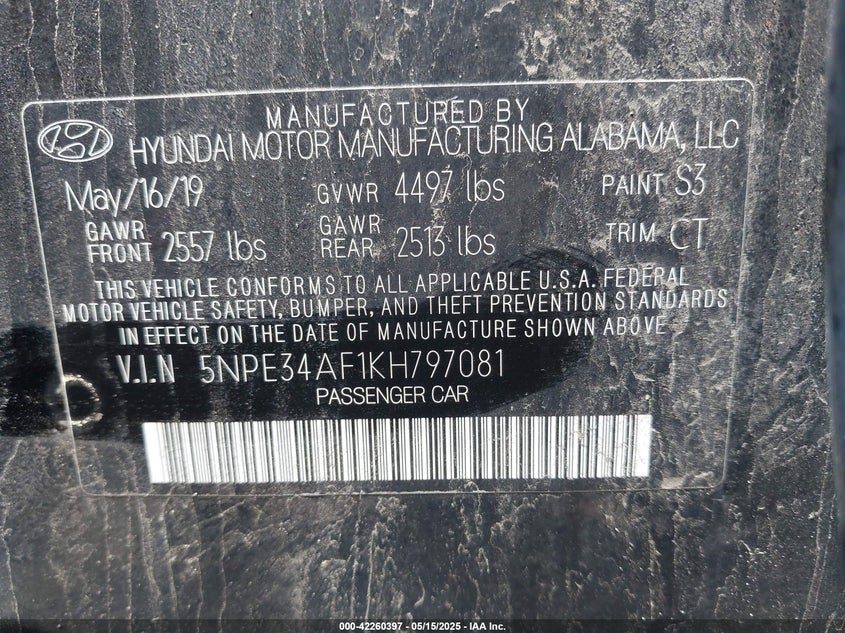 MANUFACTURED BY
HYUNDAI MOTOR MANUFACTURING ALABAMA, LLC
May/16/19 GVWR 4497 lbs PAINT S3
GAWR FRONT 2557 lbs GAWR REAR 2513 lbs TRIM CT
THIS VEHICLE CONFORMS TO ALL APPLICABLE U.S.A. FEDERAL
MOTOR VEHICLE SAFETY, BUMPER, AND THEFT PREVENTION STANDARDS
IN EFFECT ON THE DATE OF MANUFACTURE SHOWN ABOVE
V.I.N 5NPE34AF1KH797081
PASSENGER CAR
000-42260397 - 05/15/2025 - IAA Inc.